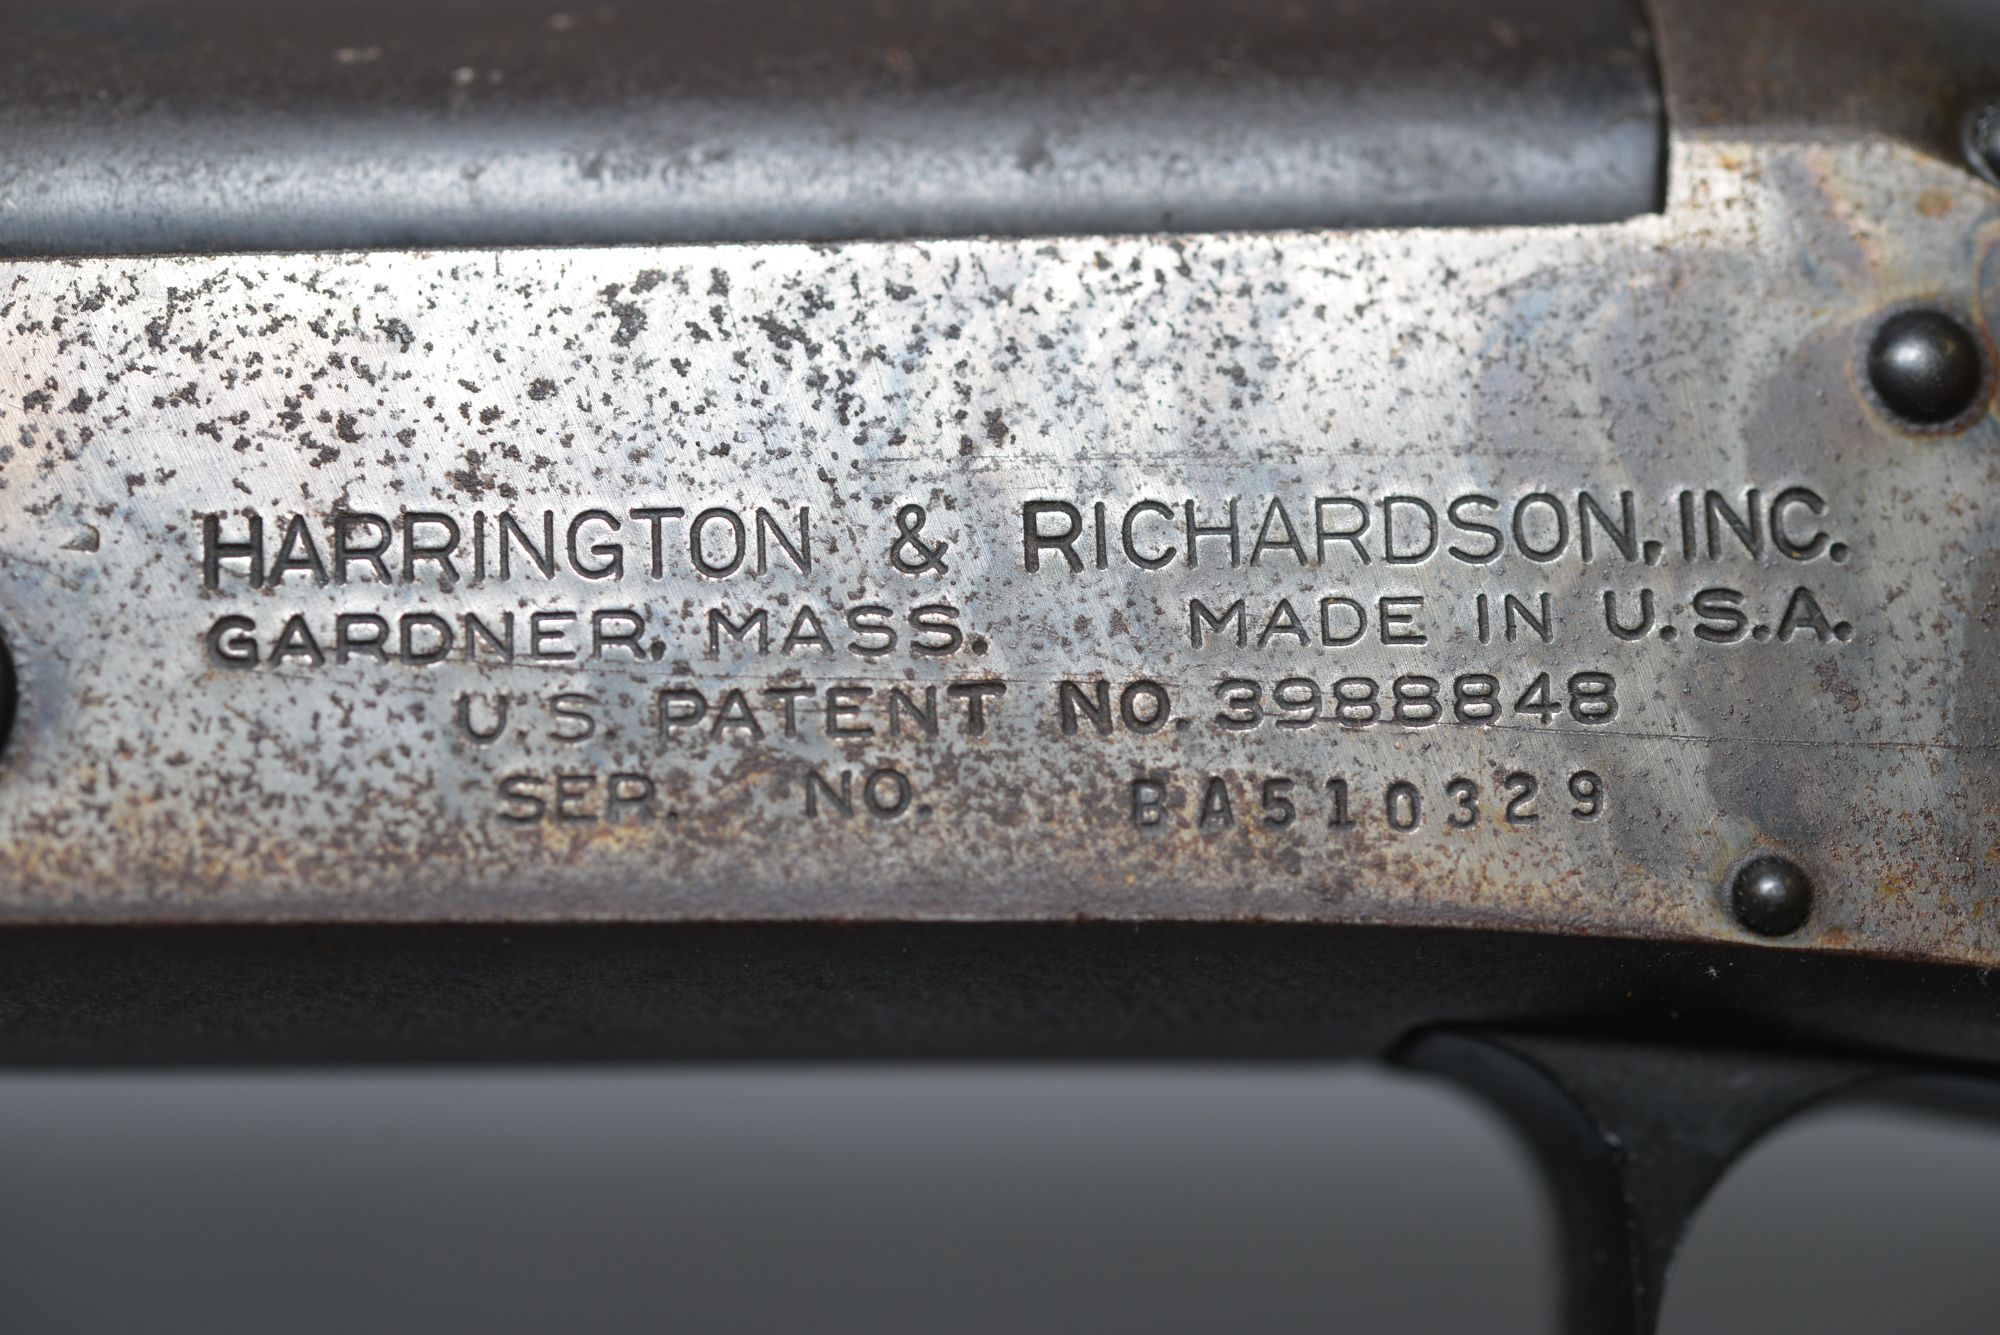 HARRINGTON & RICHARDSON, INC.
GARDNER, MASS. MADE IN U.S.A.
U.S. PATENT NO. 3988848
SER. NO. BA510329